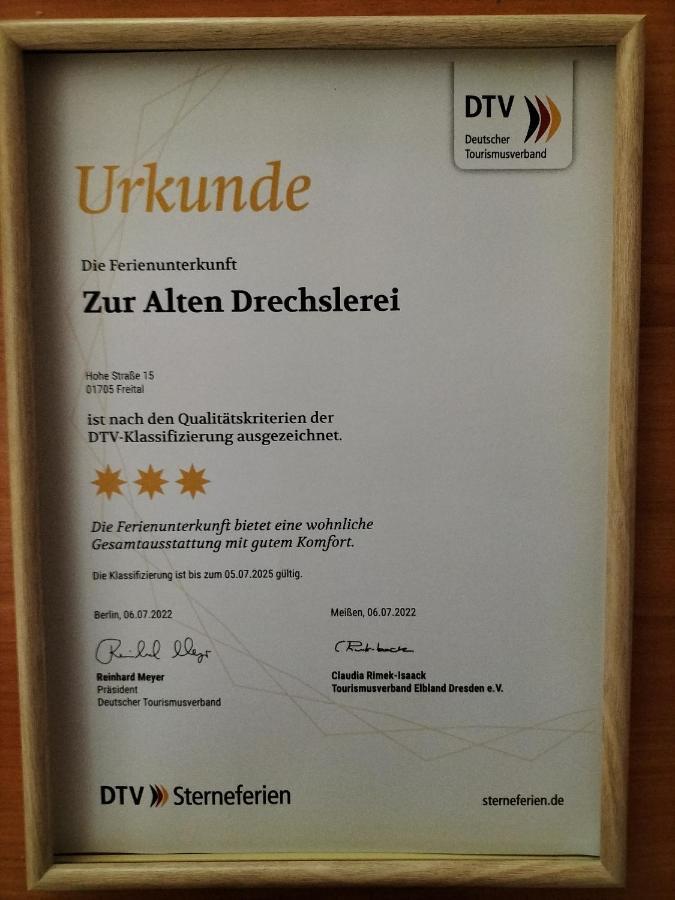 DTV
Deutscher
Tourismusverband
Urkunde
Die Ferienunterkunft
Zur Alten Drechslerei
Hohe Straße 15
01705 Freital
ist nach den Qualitätskriterien der
DTV-Klassifizierung ausgezeichnet.
Die Ferienunterkunft bietet eine wohnliche
Gesamtausstattung mit gutem Komfort.
Die Klassifizierung ist bis zum 05.07.2025 gültig.
Berlin, 06.07.2022
Reinhard Meyer
Reinhard Meyer
Präsident
Deutscher Tourismusverband
Meißen, 06.07.2022
Claudia Rimek-Isaack
Tourismusverband Elbland Dresden e.V.
DTV Sterneferien
sterneferien.de